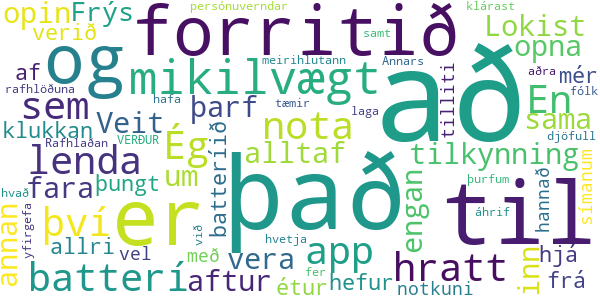 opin Frýs persónuverndar klárast
forritið
verið meirihlutann samt Annars Lokist
og opna
af mikilvægt aðra
rafhlöðuna hafa að En mér
sem Veit þarf tæmir laga fólk
klukkan VERÐUR nota tilliti sama
Rafhlaðan Ég batteríið djöfull
lenda alltaf tilkynning
hvað þungt um það til þurfum símanum
fara engan
því áhrif hannað
annan yfirgefa allri vel með við vera hvetja app hratt inn hjá
batterí aftur étur hefur fer notkuni frá
er